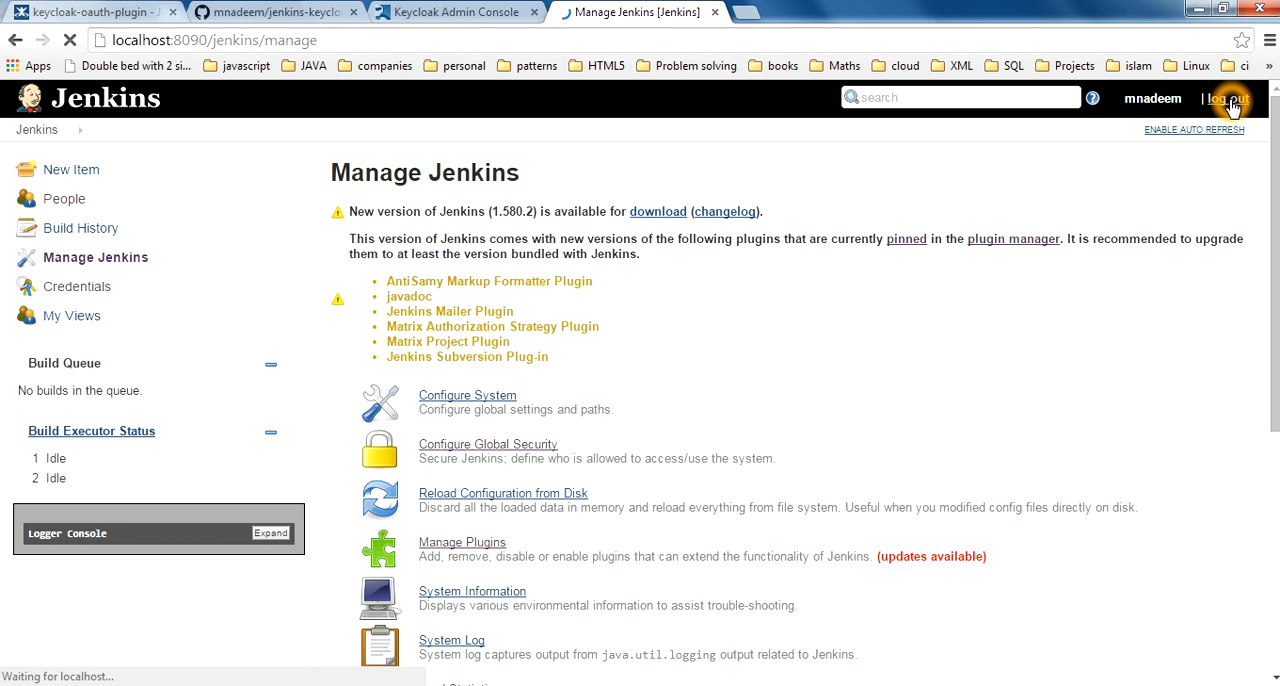 keycloak-oauth-plugin - J
mnadeem/jenkins-keyclo
Keycloak Admin Console
Manage Jenkins [Jenkins]
localhost:8090/jenkins/manage
Apps
Double bed with 2 si...
javascript
JAVA
companies
personal
patterns
HTML5
Problem solving
books
Maths
cloud
XML
SQL
Projects
islam
Linux
ci
»
Jenkins
search
mnadeem
| log out
Jenkins
ENABLE AUTO REFRESH
New Item
People
Build History
Manage Jenkins
Credentials
My Views
Build Queue
No builds in the queue.
Build Executor Status
1 Idle
2 Idle
Logger Console
Expand
Manage Jenkins
New version of Jenkins (1.580.2) is available for download (changelog).
This version of Jenkins comes with new versions of the following plugins that are currently pinned in the plugin manager. It is recommended to upgrade
them to at least the version bundled with Jenkins.
• AntiSamy Markup Formatter Plugin
• javadoc
• Jenkins Mailer Plugin
• Matrix Authorization Strategy Plugin
• Matrix Project Plugin
• Jenkins Subversion Plug-in
Configure System
Configure global settings and paths.
Configure Global Security
Secure Jenkins; define who is allowed to access/use the system.
Reload Configuration from Disk
Discard all the loaded data in memory and reload everything from file system. Useful when you modified config files directly on disk.
Manage Plugins
Add, remove, disable or enable plugins that can extend the functionality of Jenkins. (updates available)
System Information
Displays various environmental information to assist trouble-shooting.
System Log
System log captures output from java.util.logging output related to Jenkins.
Waiting for localhost...